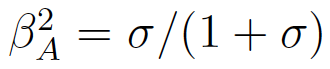 β_A^2 = σ/(1 + σ)